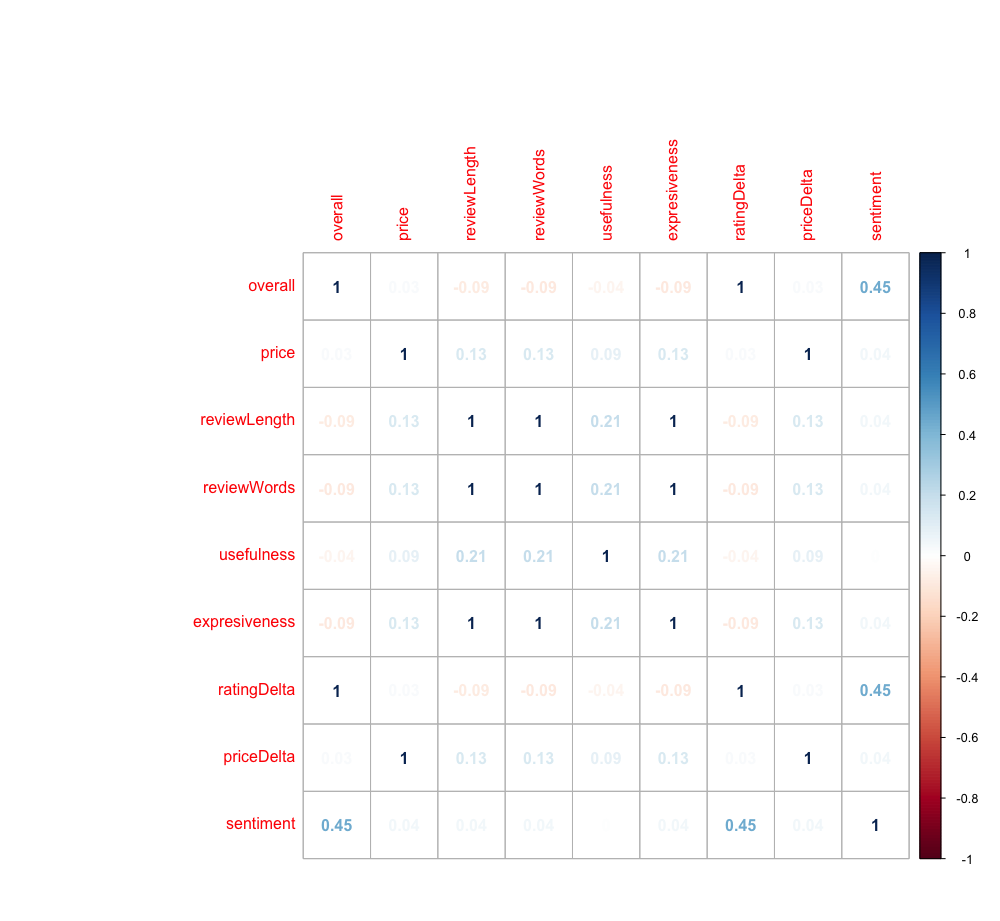 overall price reviewLength reviewWords usefulness expresiveness ratingDelta priceDelta sentiment
overall 1 0.03 -0.09 -0.09 -0.04 -0.09 1 0.03 0.45
price 0.03 1 0.13 0.13 0.09 0.13 0.03 1 0.04
reviewLength -0.09 0.13 1 1 0.21 1 -0.09 0.13 0.04
reviewWords -0.09 0.13 1 1 0.21 1 -0.09 0.13 0.04
usefulness -0.04 0.09 0.21 0.21 1 0.21 -0.04 0.09
expresiveness -0.09 0.13 1 1 0.21 1 -0.09 0.13 0.04
ratingDelta 1 0.03 -0.09 -0.09 -0.04 -0.09 1 0.03 0.45
priceDelta 0.03 1 0.13 0.13 0.09 0.13 0.03 1 0.04
sentiment 0.45 0.04 0.04 0.04 0.04 0.45 0.04 1
1
0.8
0.6
0.4
0.2
0
-0.2
-0.4
-0.6
-0.8
-1